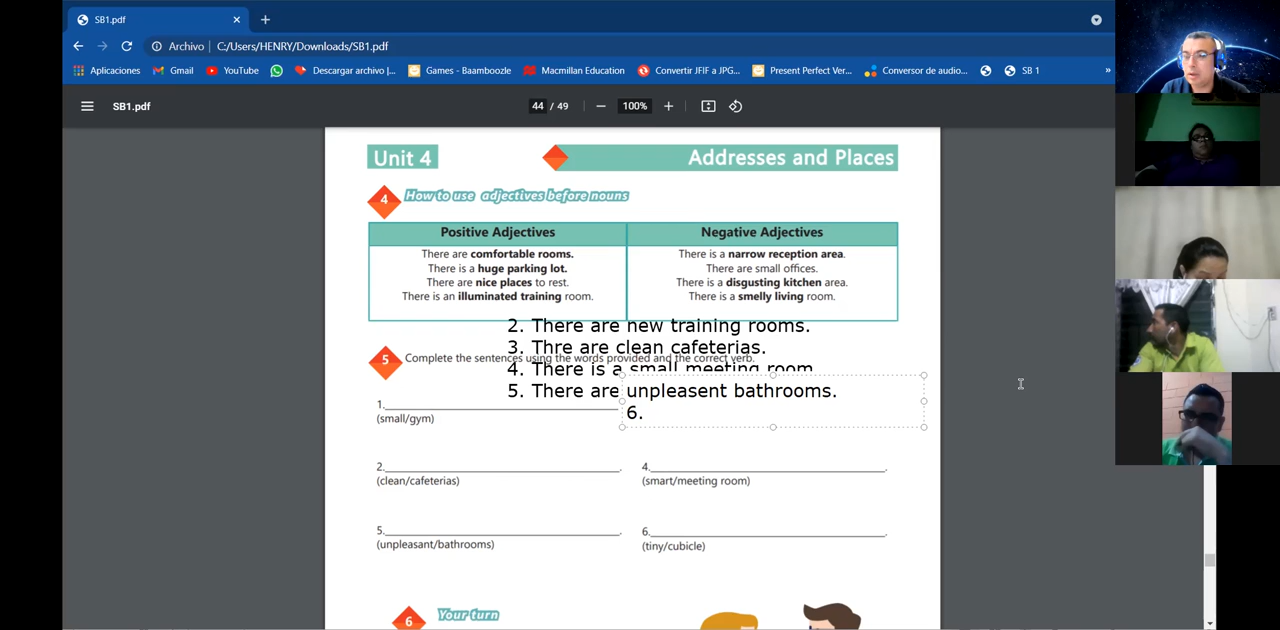 SB1.pdf
Archivo C:/Users/HENRY/Downloads/SB1.pdf
Aplicaciones Gmail YouTube Descargar archivo |... Games - Baamboozle Macmillan Education Convertir JFIF a JPG... Present Perfect Ver... Conversor de audio... SB 1 »
SB1.pdf 44 / 49 100%
Unit 4 Addresses and Places
4 How to use adjectives before nouns
Positive Adjectives Negative Adjectives
There are comfortable rooms. There is a narrow reception area.
There is a huge parking lot. There are small offices.
There are nice places to rest. There is a disgusting kitchen area.
There is an illuminated training room. There is a smelly living room.
2. There are new training rooms.
3. Thre are clean cafeterias.
5 Complete the sentences using the words provided and the correct verb.
4. There is a small meeting room
5. There are unpleasent bathrooms.
1.
6.
(small/gym)
2. . 4. .
(clean/cafeterias) (smart/meeting room)
5. . 6. .
(unpleasant/bathrooms) (tiny/cubicle)
6 Your turn